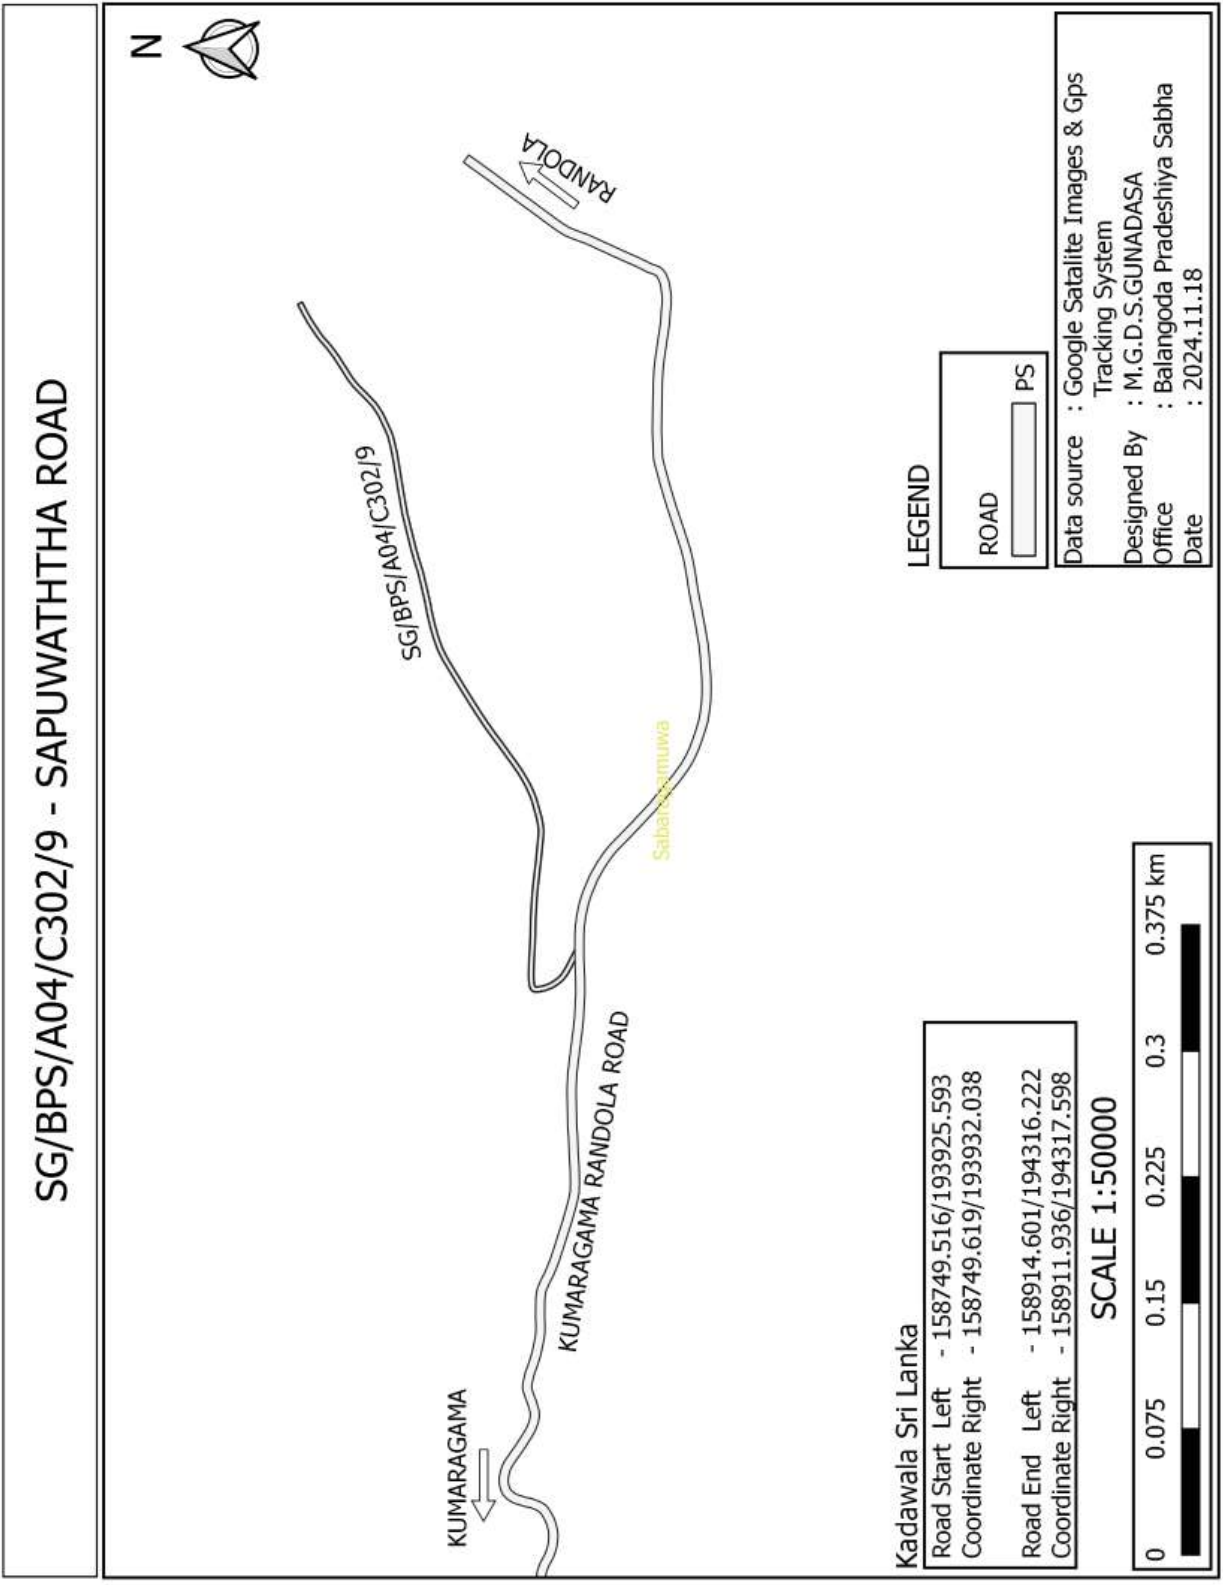 SG/BPS/A04/C302/9 - SAPUWATHTHA ROAD
N
RANDOLA
SG/BPS/A04/C302/9
Sabaragamuwa
KUMARAGAMA RANDOLA ROAD
KUMARAGAMA
Kadawala Sri Lanka
Road Start Left - 158749.516/193925.593
Coordinate Right - 158749.619/193932.038
Road End Left - 158914.601/194316.222
Coordinate Right - 158911.936/194317.598
SCALE 1:50000
0 0.075 0.15 0.225 0.3 0.375 km
LEGEND
ROAD
PS
Data source : Google Satalite Images & Gps
Tracking System
Designed By : M.G.D.S.GUNADASA
Office : Balangoda Pradeshiya Sabha
Date : 2024.11.18